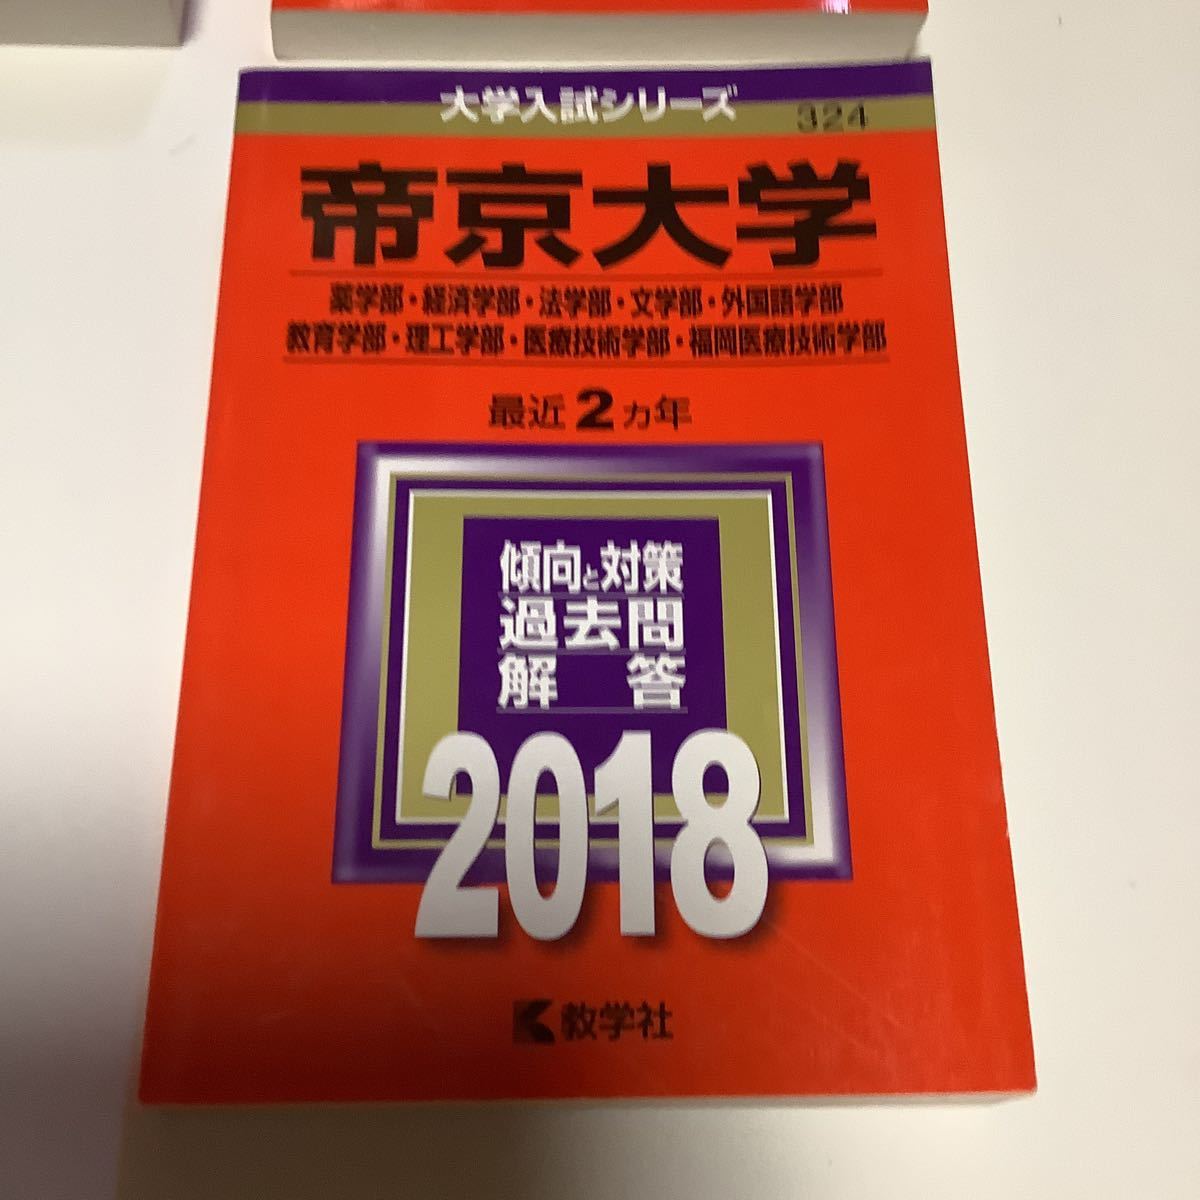 大学入試シリーズ 324
帝京大学
薬学部・経済学部・法学部・文学部・外国語学部
教育学部・理工学部・医療技術学部・福岡医療技術学部
最近2カ年
傾向と対策
過去問
解答
2018
教学社